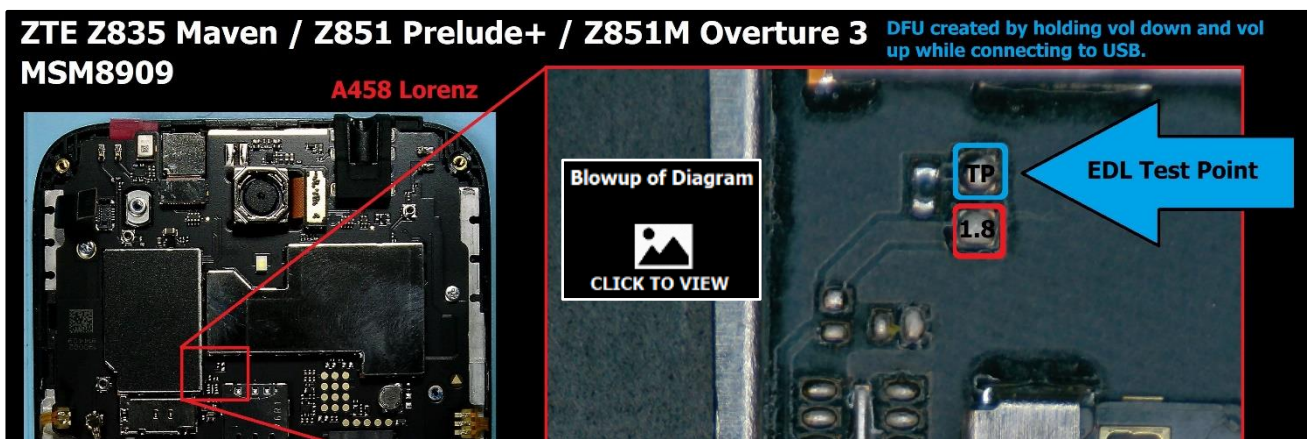 ZTE Z835 Maven / Z851 Prelude+ / Z851M Overture 3
MSM8909
DFU created by holding vol down and vol
up while connecting to USB.
A458 Lorenz
Blowup of Diagram
CLICK TO VIEW
TP
1.8
EDL Test Point